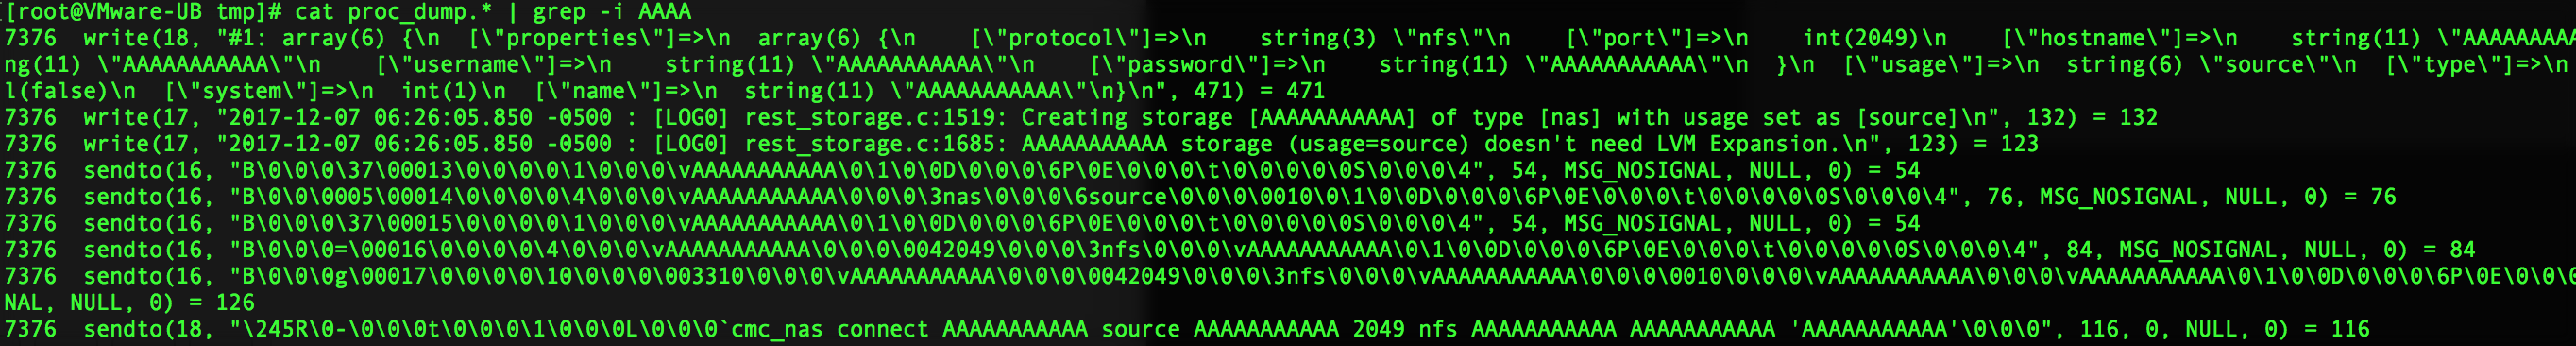 [root@VMware-UB tmp]# cat proc_dump.* | grep -i AAAA
7376  write(18, "#1: array(6) {\n  [\"properties\"]=>\n  array(6) {\n    [\"protocol\"]=>\n    string(3) \"nfs\"\n    [\"port\"]=>\n    int(2049)\n    [\"hostname\"]=>\n    string(11) \"AAAAAAAA
ng(11) \"AAAAAAAAAAA\"\n    [\"username\"]=>\n    string(11) \"AAAAAAAAAAA\"\n    [\"password\"]=>\n    string(11) \"AAAAAAAAAAA\"\n  }\n  [\"usage\"]=>\n  string(6) \"source\"\n  [\"type\"]=>\n
l(false)\n  [\"system\"]=>\n  int(1)\n  [\"name\"]=>\n  string(11) \"AAAAAAAAAAA\"\n}\n", 471) = 471
7376  write(17, "2017-12-07 06:26:05.850 -0500 : [LOG0] rest_storage.c:1519: Creating storage [AAAAAAAAAAA] of type [nas] with usage set as [source]\n", 132) = 132
7376  write(17, "2017-12-07 06:26:05.850 -0500 : [LOG0] rest_storage.c:1685: AAAAAAAAAAA storage (usage=source) doesn't need LVM Expansion.\n", 123) = 123
7376  sendto(16, "B\0\0\0\37\00013\0\0\0\0\1\0\0\0\vAAAAAAAAAAA\0\1\0\0D\0\0\0\6P\0E\0\0\0\t\0\0\0\0\0S\0\0\0\4", 54, MSG_NOSIGNAL, NULL, 0) = 54
7376  sendto(16, "B\0\0\0005\00014\0\0\0\0\4\0\0\0\vAAAAAAAAAAA\0\0\0\3nas\0\0\0\6source\0\0\0\0010\0\1\0\0D\0\0\0\6P\0E\0\0\0\t\0\0\0\0\0S\0\0\0\4", 76, MSG_NOSIGNAL, NULL, 0) = 76
7376  sendto(16, "B\0\0\0\37\00015\0\0\0\0\1\0\0\0\vAAAAAAAAAAA\0\1\0\0D\0\0\0\6P\0E\0\0\0\t\0\0\0\0\0S\0\0\0\4", 54, MSG_NOSIGNAL, NULL, 0) = 54
7376  sendto(16, "B\0\0\0=\00016\0\0\0\0\4\0\0\0\vAAAAAAAAAAA\0\0\0\0042049\0\0\0\3nfs\0\0\0\vAAAAAAAAAAA\0\1\0\0D\0\0\0\6P\0E\0\0\0\t\0\0\0\0\0S\0\0\0\4", 84, MSG_NOSIGNAL, NULL, 0) = 84
7376  sendto(16, "B\0\0\0g\00017\0\0\0\0\10\0\0\0\003310\0\0\0\vAAAAAAAAAAA\0\0\0\0042049\0\0\0\3nfs\0\0\0\vAAAAAAAAAAA\0\0\0\0010\0\0\0\vAAAAAAAAAAA\0\0\0\vAAAAAAAAAAA\0\1\0\0D\0\0\0\6P\0E\0\0\0
NAL, NULL, 0) = 126
7376  sendto(18, "\245R\0-\0\0\0t\0\0\0\1\0\0\0L\0\0\0`cmc_nas connect AAAAAAAAAAA source AAAAAAAAAAA 2049 nfs AAAAAAAAAAA AAAAAAAAAAA 'AAAAAAAAAAA'\0\0\0", 116, 0, NULL, 0) = 116